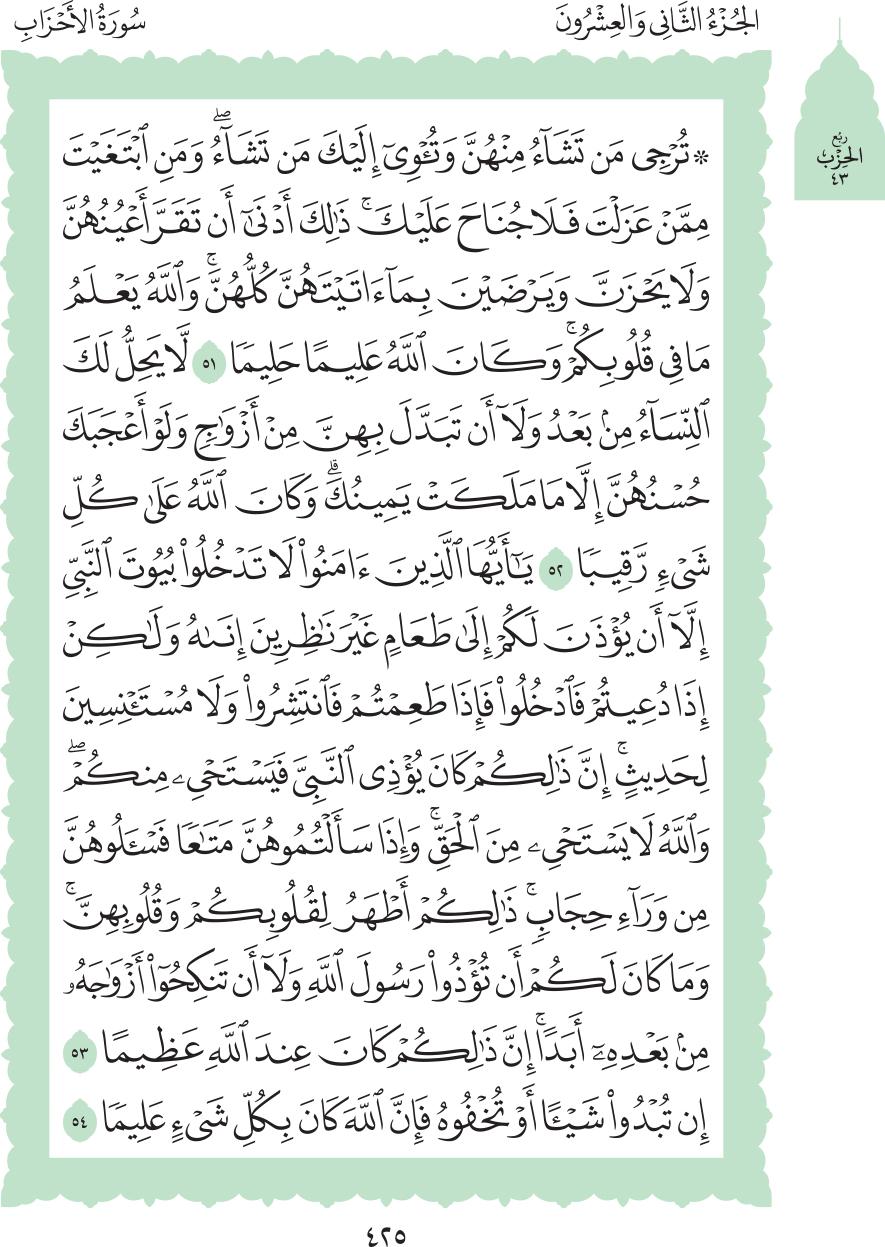 الجُزْءُ الثَّانِي وَالعِشْرُونَ
سُورَةُ الأَحْزَابِ
رُبْع
الحِزْب
٤٣
۞ تُرْجِي مَن تَشَآءُ مِنْهُنَّ وَتُـْٔوِيٓ إِلَيْكَ مَن تَشَآءُۖ وَمَنِ ٱبْتَغَيْتَ
مِمَّنْ عَزَلْتَ فَلَا جُنَاحَ عَلَيْكَۚ ذَٰلِكَ أَدْنَىٰٓ أَن تَقَرَّ أَعْيُنُهُنَّ
وَلَا يَحْزَنَّ وَيَرْضَيْنَ بِمَآ ءَاتَيْتَهُنَّ كُلُّهُنَّۚ وَٱللَّهُ يَعْلَمُ
مَا فِي قُلُوبِكُمْۚ وَكَانَ ٱللَّهُ عَلِيمًا حَلِيمًا ٥١ لَّا يَحِلُّ لَكَ
ٱلنِّسَآءُ مِنۢ بَعْدُ وَلَآ أَن تَبَدَّلَ بِهِنَّ مِنْ أَزْوَٰجٍ وَلَوْ أَعْجَبَكَ
حُسْنُهُنَّ إِلَّا مَا مَلَكَتْ يَمِينُكَۗ وَكَانَ ٱللَّهُ عَلَىٰ كُلِّ
شَيْءٍ رَّقِيبًا ٥٢ يَٰٓأَيُّهَا ٱلَّذِينَ ءَامَنُوا۟ لَا تَدْخُلُوا۟ بُيُوتَ ٱلنَّبِيِّ
إِلَّآ أَن يُؤْذَنَ لَكُمْ إِلَىٰ طَعَامٍ غَيْرَ نَٰظِرِينَ إِنَىٰهُ وَلَٰكِنْ
إِذَا دُعِيتُمْ فَٱدْخُلُوا۟ فَإِذَا طَعِمْتُمْ فَٱنتَشِرُوا۟ وَلَا مُسْتَـْٔنِسِينَ
لِحَدِيثٍۚ إِنَّ ذَٰلِكُمْ كَانَ يُؤْذِي ٱلنَّبِيَّ فَيَسْتَحْيِۦ مِنكُمْۖ
وَٱللَّهُ لَا يَسْتَحْيِۦ مِنَ ٱلْحَقِّۚ وَإِذَا سَأَلْتُمُوهُنَّ مَتَٰعًا فَسْـَٔلُوهُنَّ
مِن وَرَآءِ حِجَابٍۚ ذَٰلِكُمْ أَطْهَرُ لِقُلُوبِكُمْ وَقُلُوبِهِنَّۚ
وَمَا كَانَ لَكُمْ أَن تُؤْذُوا۟ رَسُولَ ٱللَّهِ وَلَآ أَن تَنكِحُوٓا۟ أَزْوَٰجَهُۥ
مِنۢ بَعْدِهِۦٓ أَبَدًاۚ إِنَّ ذَٰلِكُمْ كَانَ عِندَ ٱللَّهِ عَظِيمًا ٥٣
إِن تُبْدُوا۟ شَيْـًٔا أَوْ تُخْفُوهُ فَإِنَّ ٱللَّهَ كَانَ بِكُلِّ شَيْءٍ عَلِيمًا ٥٤
٤٢٥